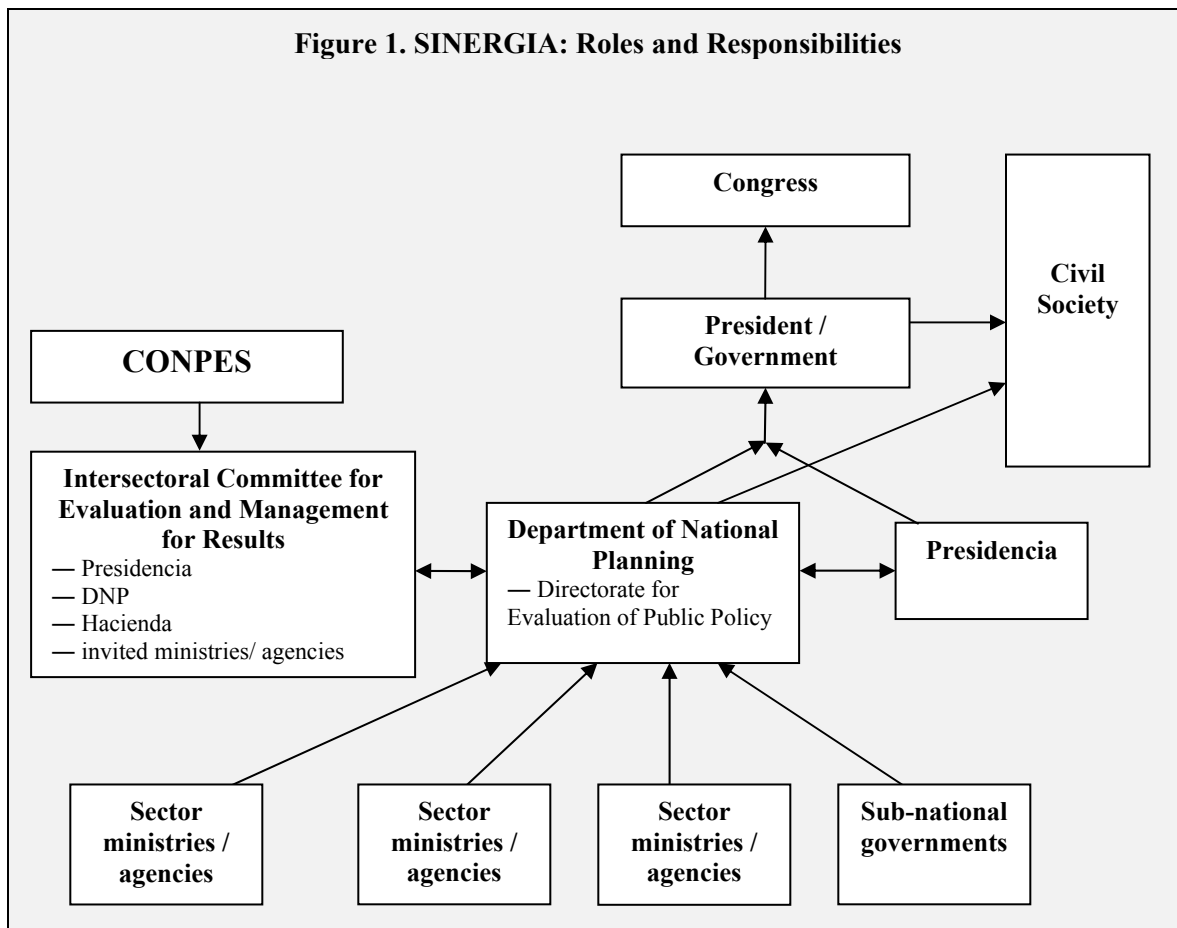 Figure 1. SINERGIA: Roles and Responsibilities
Congress
Civil
Society
President /
Government
CONPES
Intersectoral Committee for
Evaluation and Management
for Results
— Presidencia
— DNP
— Hacienda
— invited ministries/ agencies
Department of National
Planning
— Directorate for
Evaluation of Public Policy
Presidencia
Sector
ministries /
agencies
Sector
ministries /
agencies
Sector
ministries /
agencies
Sub-national
governments